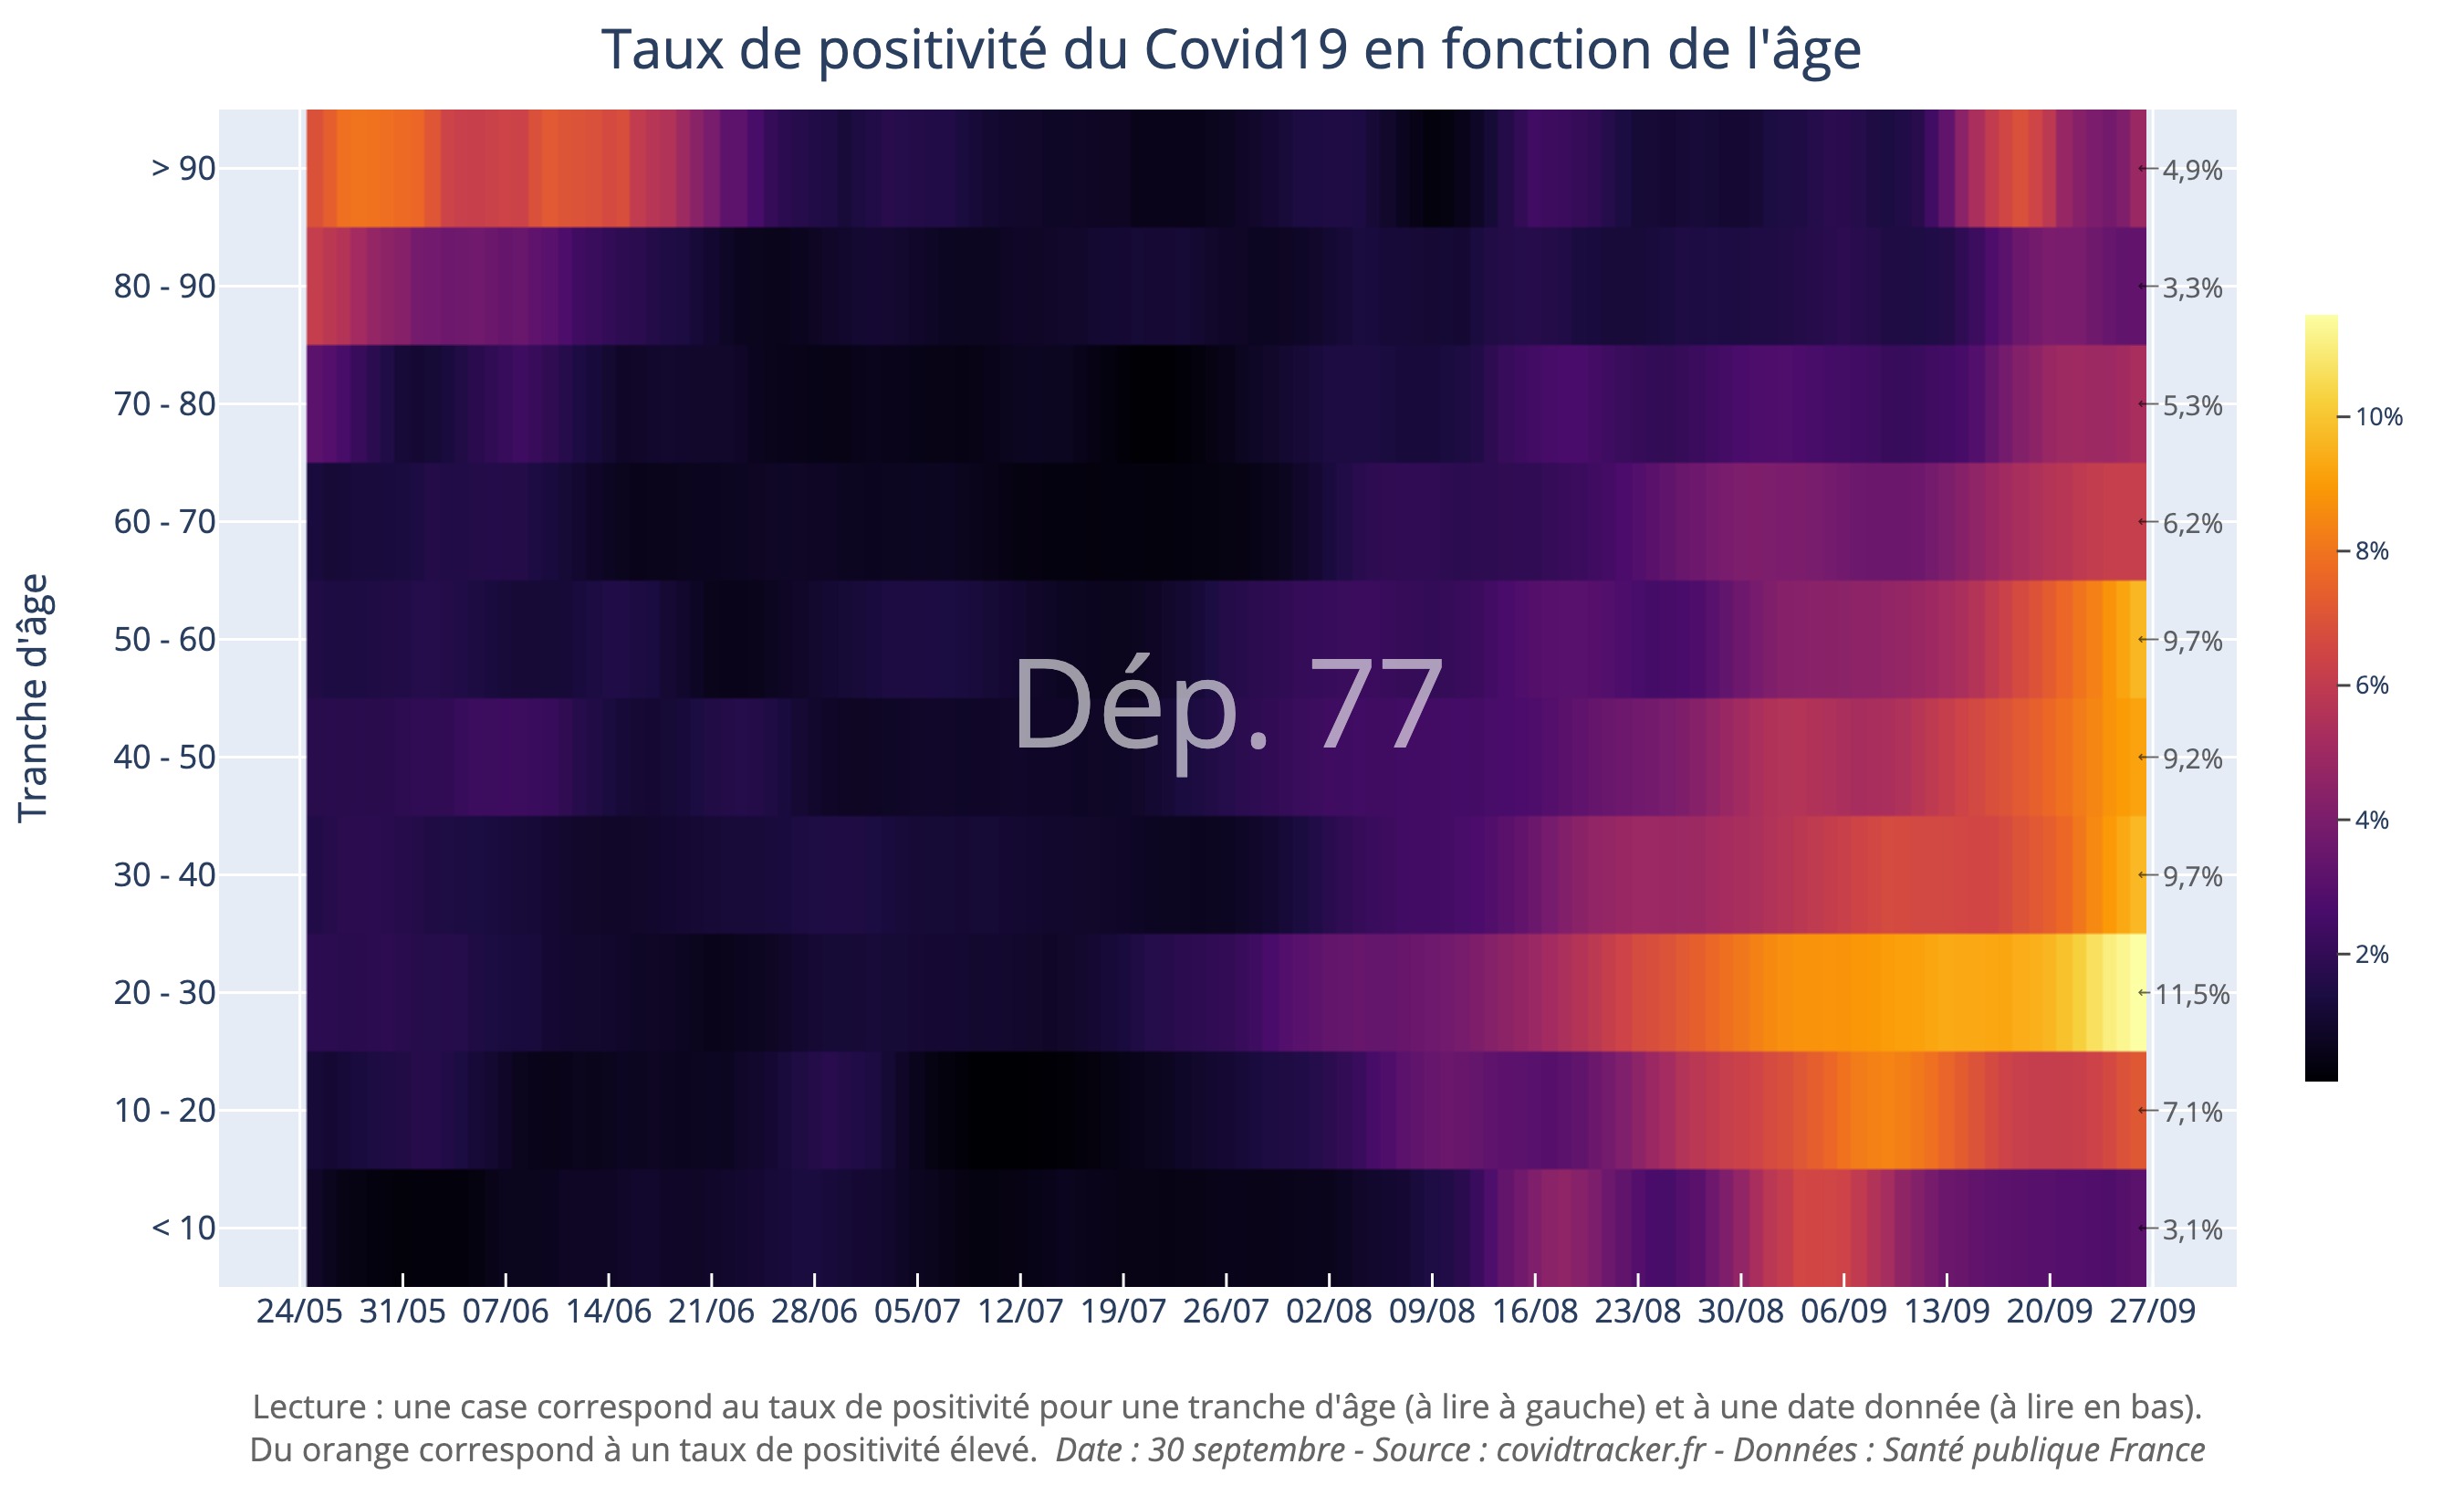 Taux de positivité du Covid19 en fonction de l'âge
Tranche d'âge
> 90
80 - 90
70 - 80
60 - 70
50 - 60
40 - 50
30 - 40
20 - 30
10 - 20
< 10
Dép. 77
4,9%
3,3%
5,3%
6,2%
9,7%
9,2%
9,7%
11,5%
7,1%
3,1%
10%
8%
6%
4%
2%
24/05 31/05 07/06 14/06 21/06 28/06 05/07 12/07 19/07 26/07 02/08 09/08 16/08 23/08 30/08 06/09 13/09 20/09 27/09
Lecture : une case correspond au taux de positivité pour une tranche d'âge (à lire à gauche) et à une date donnée (à lire en bas).
Du orange correspond à un taux de positivité élevé. Date : 30 septembre - Source : covidtracker.fr - Données : Santé publique France